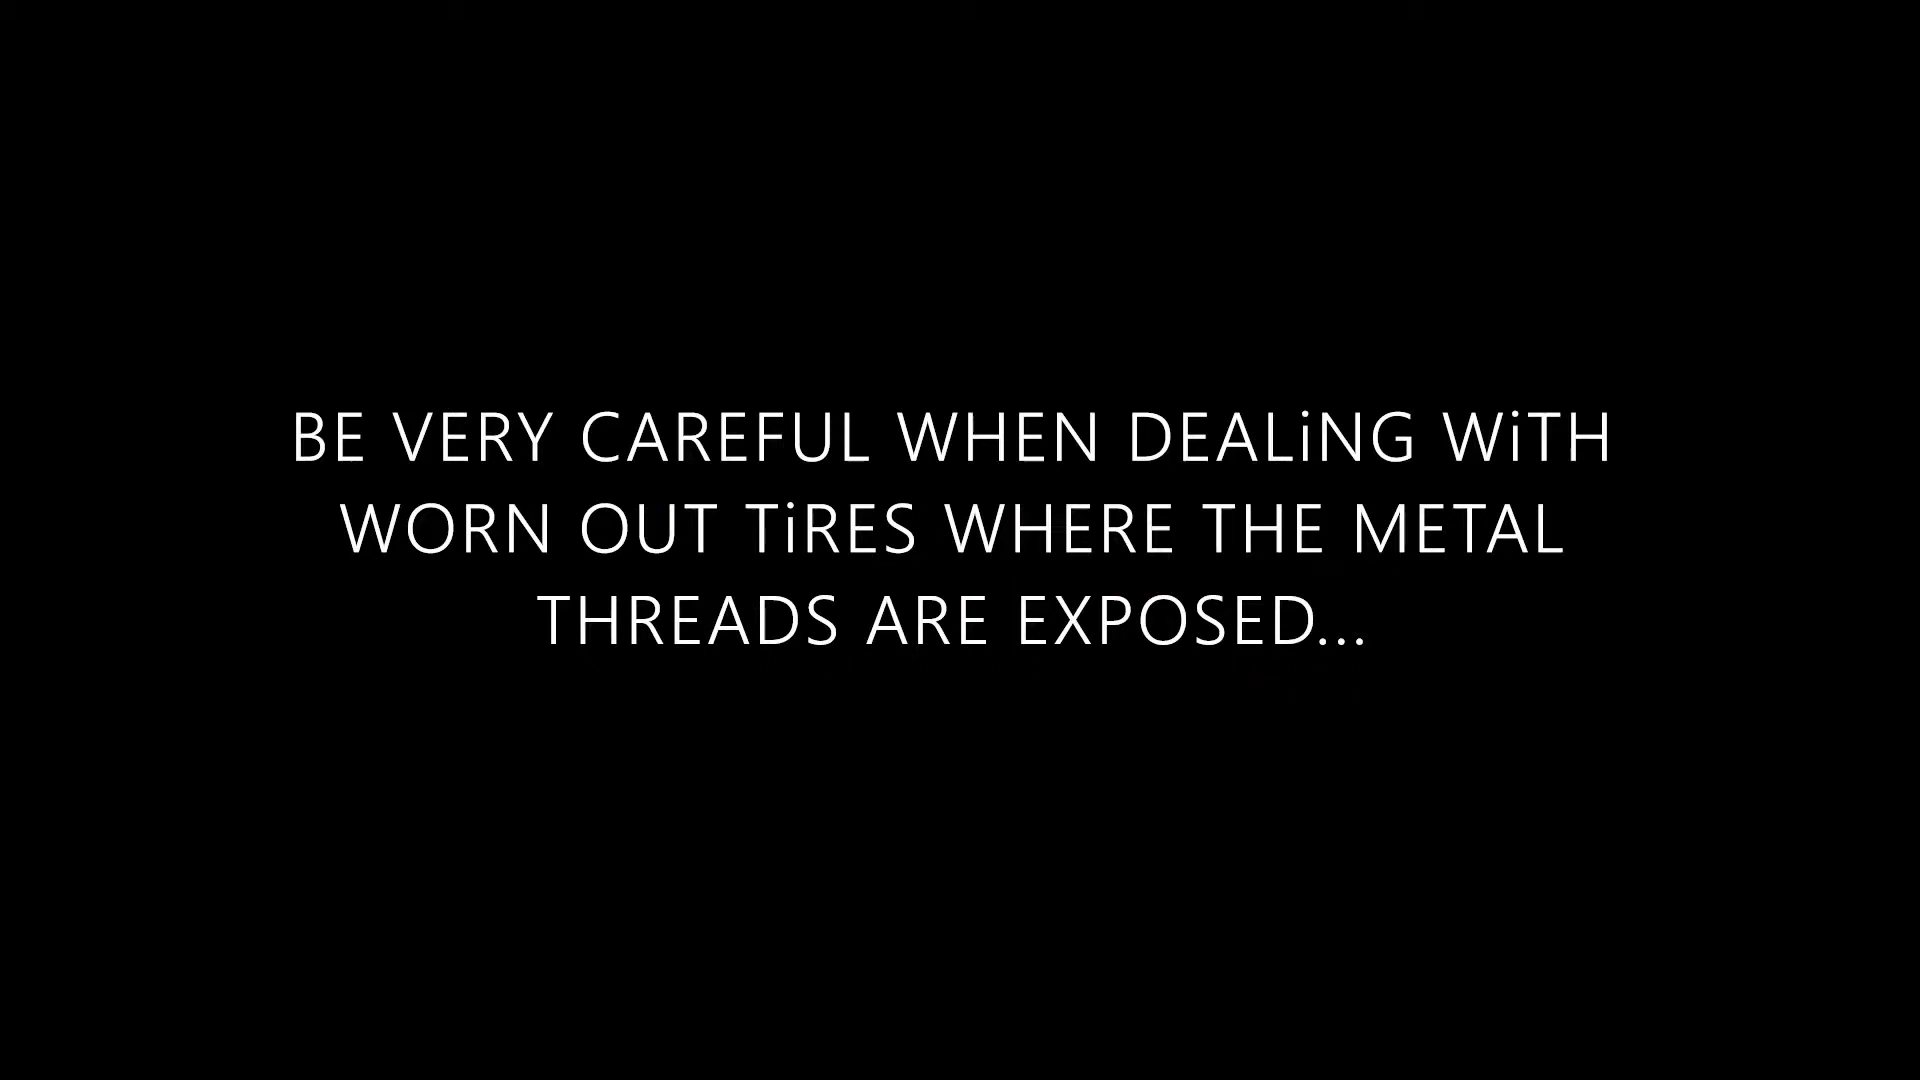 BE VERY CAREFUL WHEN DEALiNG WiTH
WORN OUT TiRES WHERE THE METAL
THREADS ARE EXPOSED...